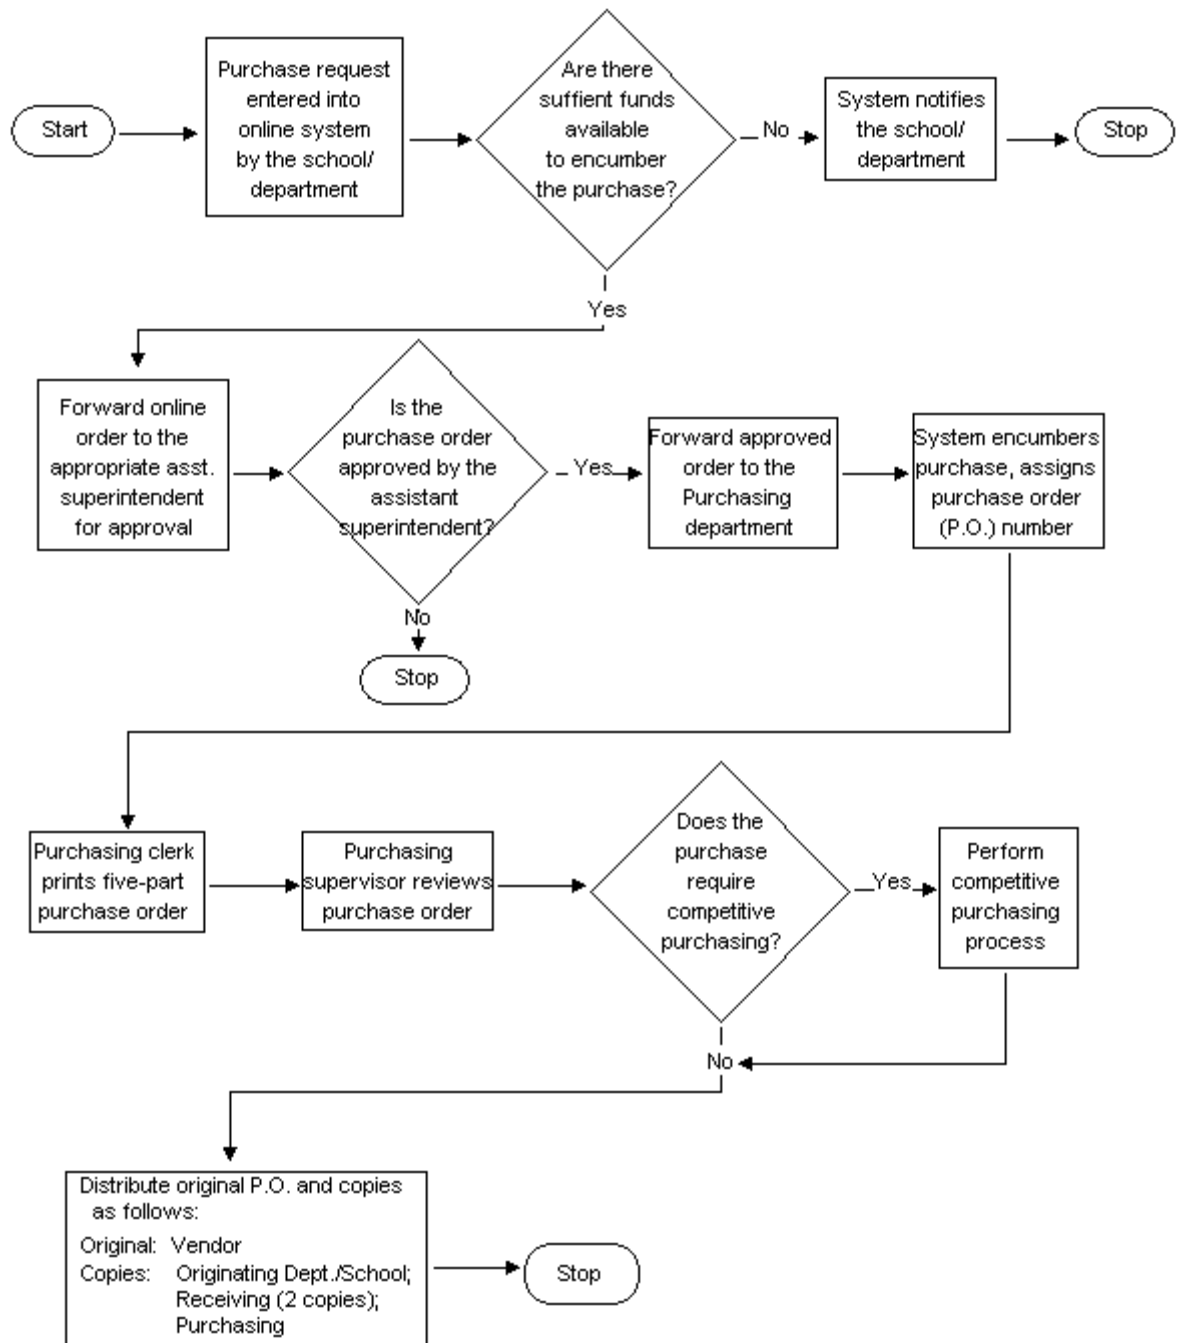 Start
Purchase request
entered into
online system
by the school/
department
Are there
suffient funds
available
to encumber
the purchase?
No
System notifies
the school/
department
Stop
Yes
Forward online
order to the
appropriate asst.
superintendent
for approval
Is the
purchase order
approved by the
assistant
superintendent?
Yes
Forward approved
order to the
Purchasing
department
System encumbers
purchase, assigns
purchase order
(P.O.) number
No
Stop
Purchasing clerk
prints five-part
purchase order
Purchasing
supervisor reviews
purchase order
Does the
purchase
require
competitive
purchasing?
Yes
Perform
competitive
purchasing
process
No
Distribute original P.O. and copies
as follows:
Original: Vendor
Copies: Originating Dept./School;
Receiving (2 copies);
Purchasing
Stop